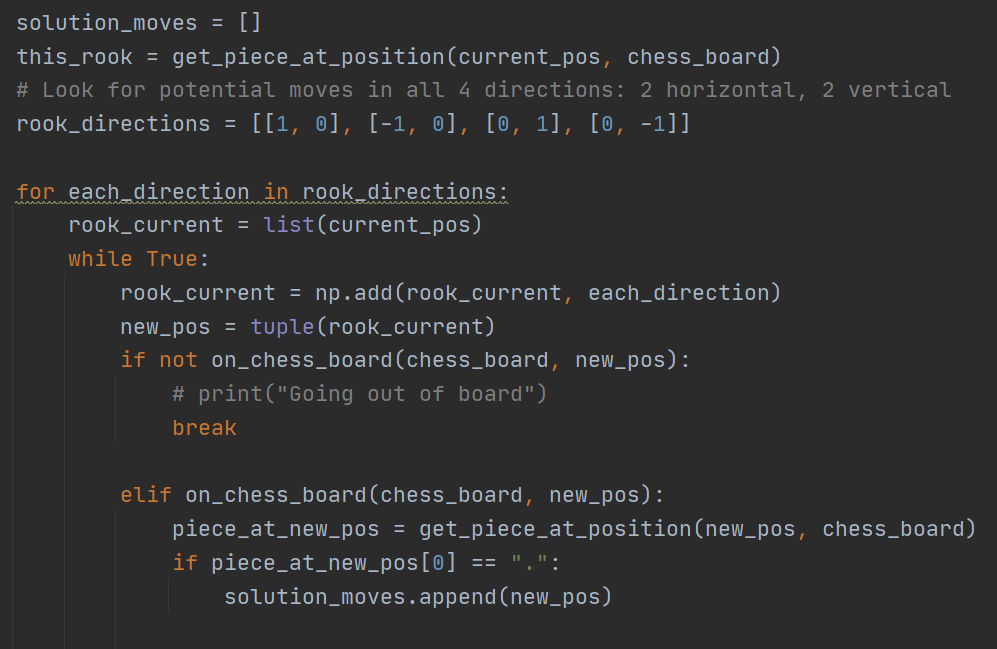 solution_moves = []
this_rook = get_piece_at_position(current_pos, chess_board)
# Look for potential moves in all 4 directions: 2 horizontal, 2 vertical
rook_directions = [[1, 0], [-1, 0], [0, 1], [0, -1]]

for each_direction in rook_directions:
    rook_current = list(current_pos)
    while True:
        rook_current = np.add(rook_current, each_direction)
        new_pos = tuple(rook_current)
        if not on_chess_board(chess_board, new_pos):
            # print("Going out of board")
            break

        elif on_chess_board(chess_board, new_pos):
            piece_at_new_pos = get_piece_at_position(new_pos, chess_board)
            if piece_at_new_pos[0] == ".":
                solution_moves.append(new_pos)